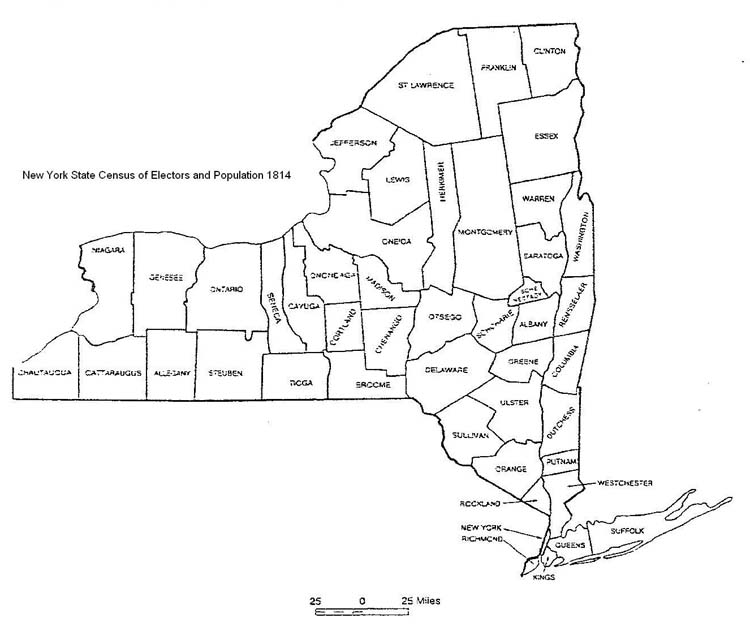 CLINTON
FRANKLIN
ST LAWRENCE
ESSEX
JEFFERSON
LEWIS
HERKIMER
New York State Census of Electors and Population 1814
WARREN
WASHINGTON
MONTGOMERY
ONEIDA
SARATOGA
NIAGARA
GENESEE
ONTARIO
SENECA
CAYUGA
ONONDAGA
MADISON
SCHE
NECTADY
RENSSELAER
CORTLAND
CHENANGO
OTSEGO
SCHOHARIE
ALBANY
GREENE
COLUMBIA
CHAUTAUQUA
CATTARAUGUS
ALLEGANY
STEUBEN
TIOGA
BROOME
DELAWARE
ULSTER
DUTCHESS
SULLIVAN
ORANGE
PUTNAM
WESTCHESTER
ROCKLAND
NEW YORK
RICHMOND
QUEENS
SUFFOLK
KINGS
25 0 25 Miles